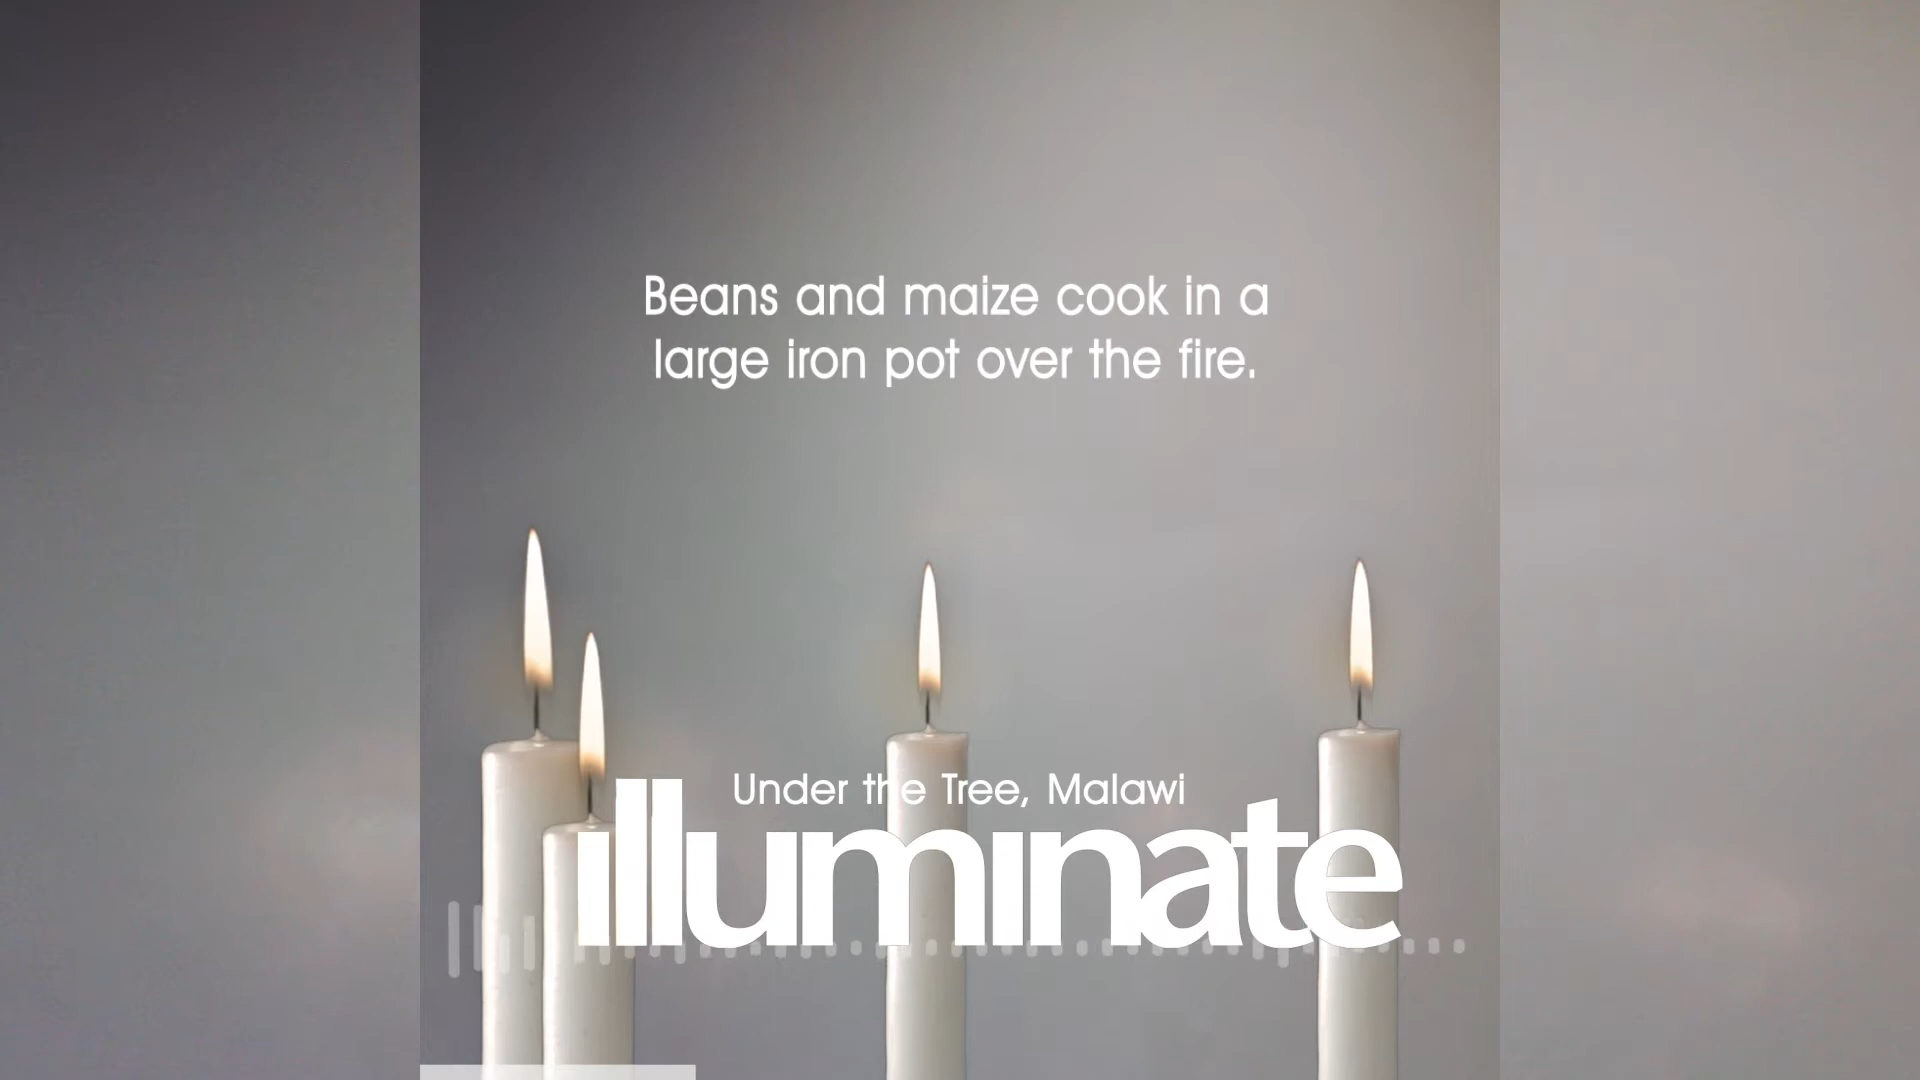 Beans and maize cook in a
large iron pot over the fire.
Under the Tree, Malawi
illuminate